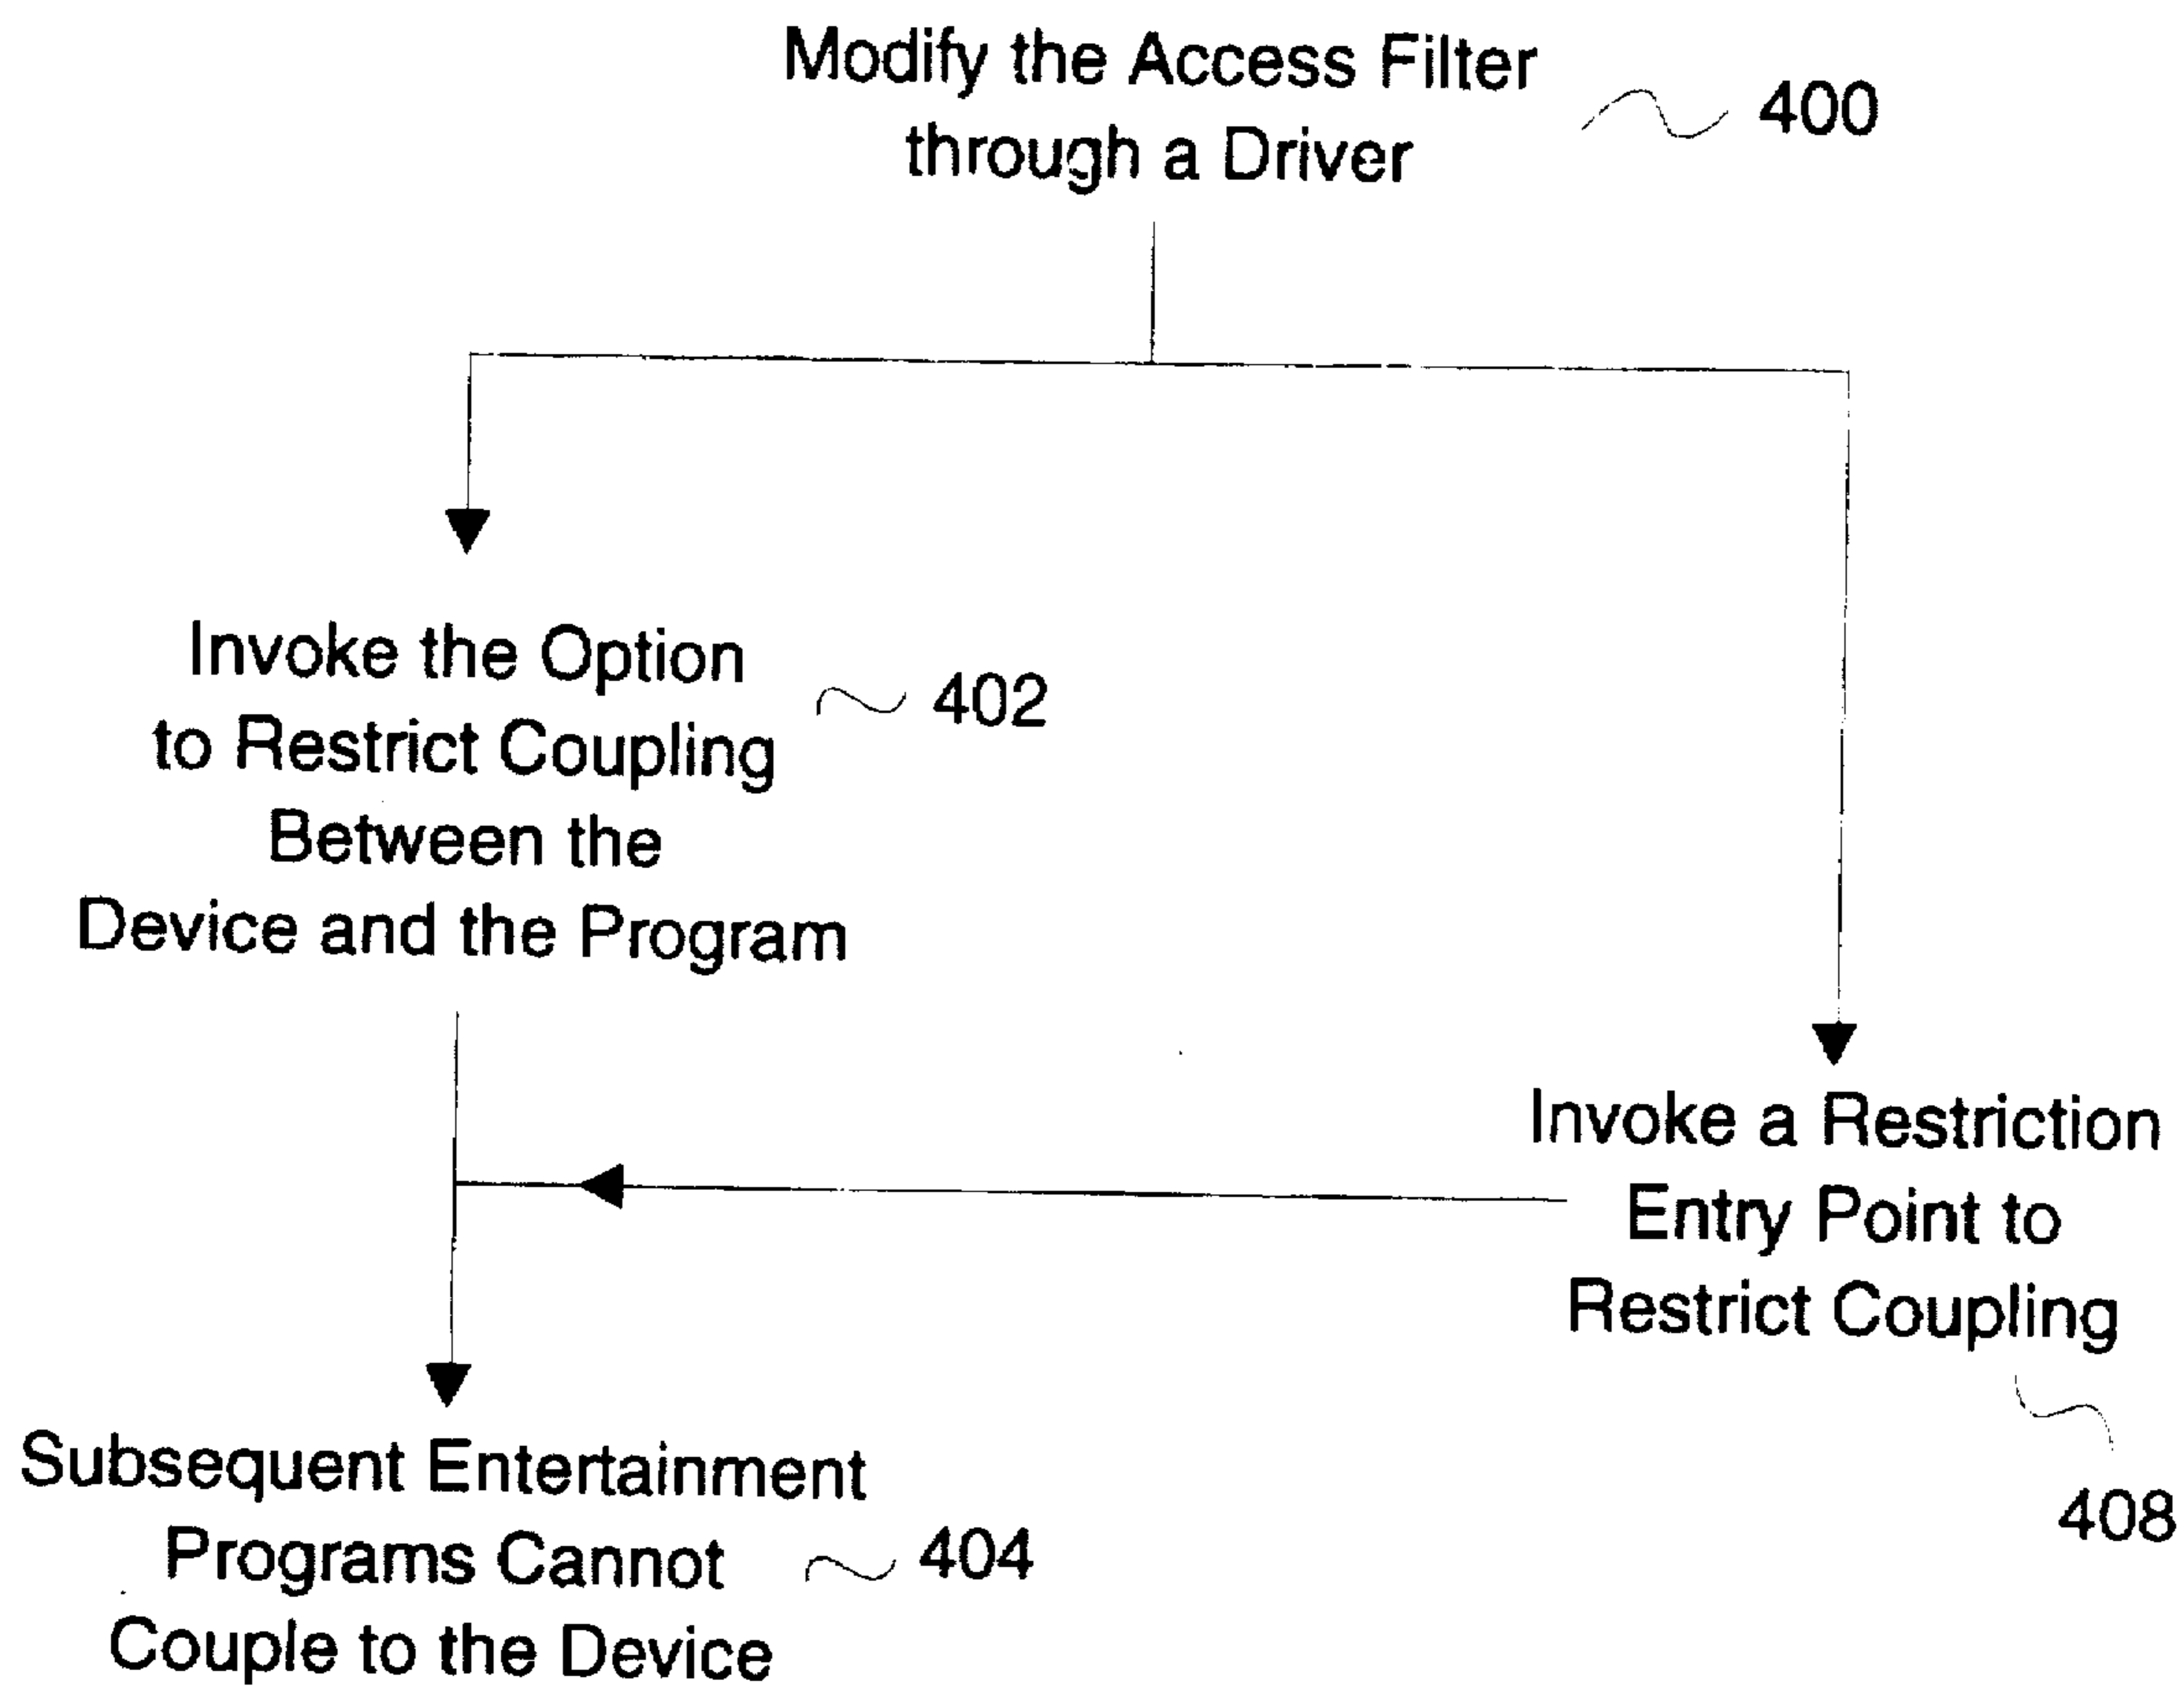 Modify the Access Filter
through a Driver
400
Invoke the Option
to Restrict Coupling
Between the
Device and the Program
402
Invoke a Restriction
Entry Point to
Restrict Coupling
408
Subsequent Entertainment
Programs Cannot
Couple to the Device
404